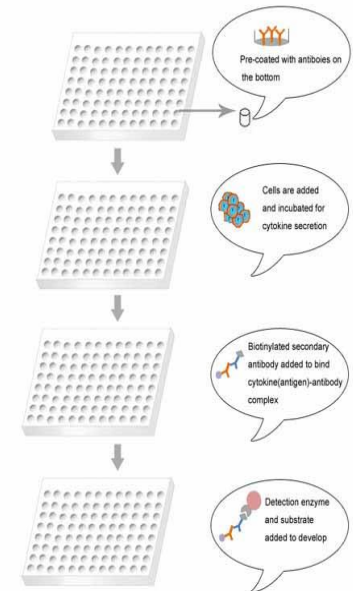 Pre-coated with antiboies on
the bottom
Cells are added
and incubated for
cytokine secretion
Biotinylated secondary
antibody added to bind
cytokine(antigen)-antibody
complex
Detection enzyme
and substrate
added to develop